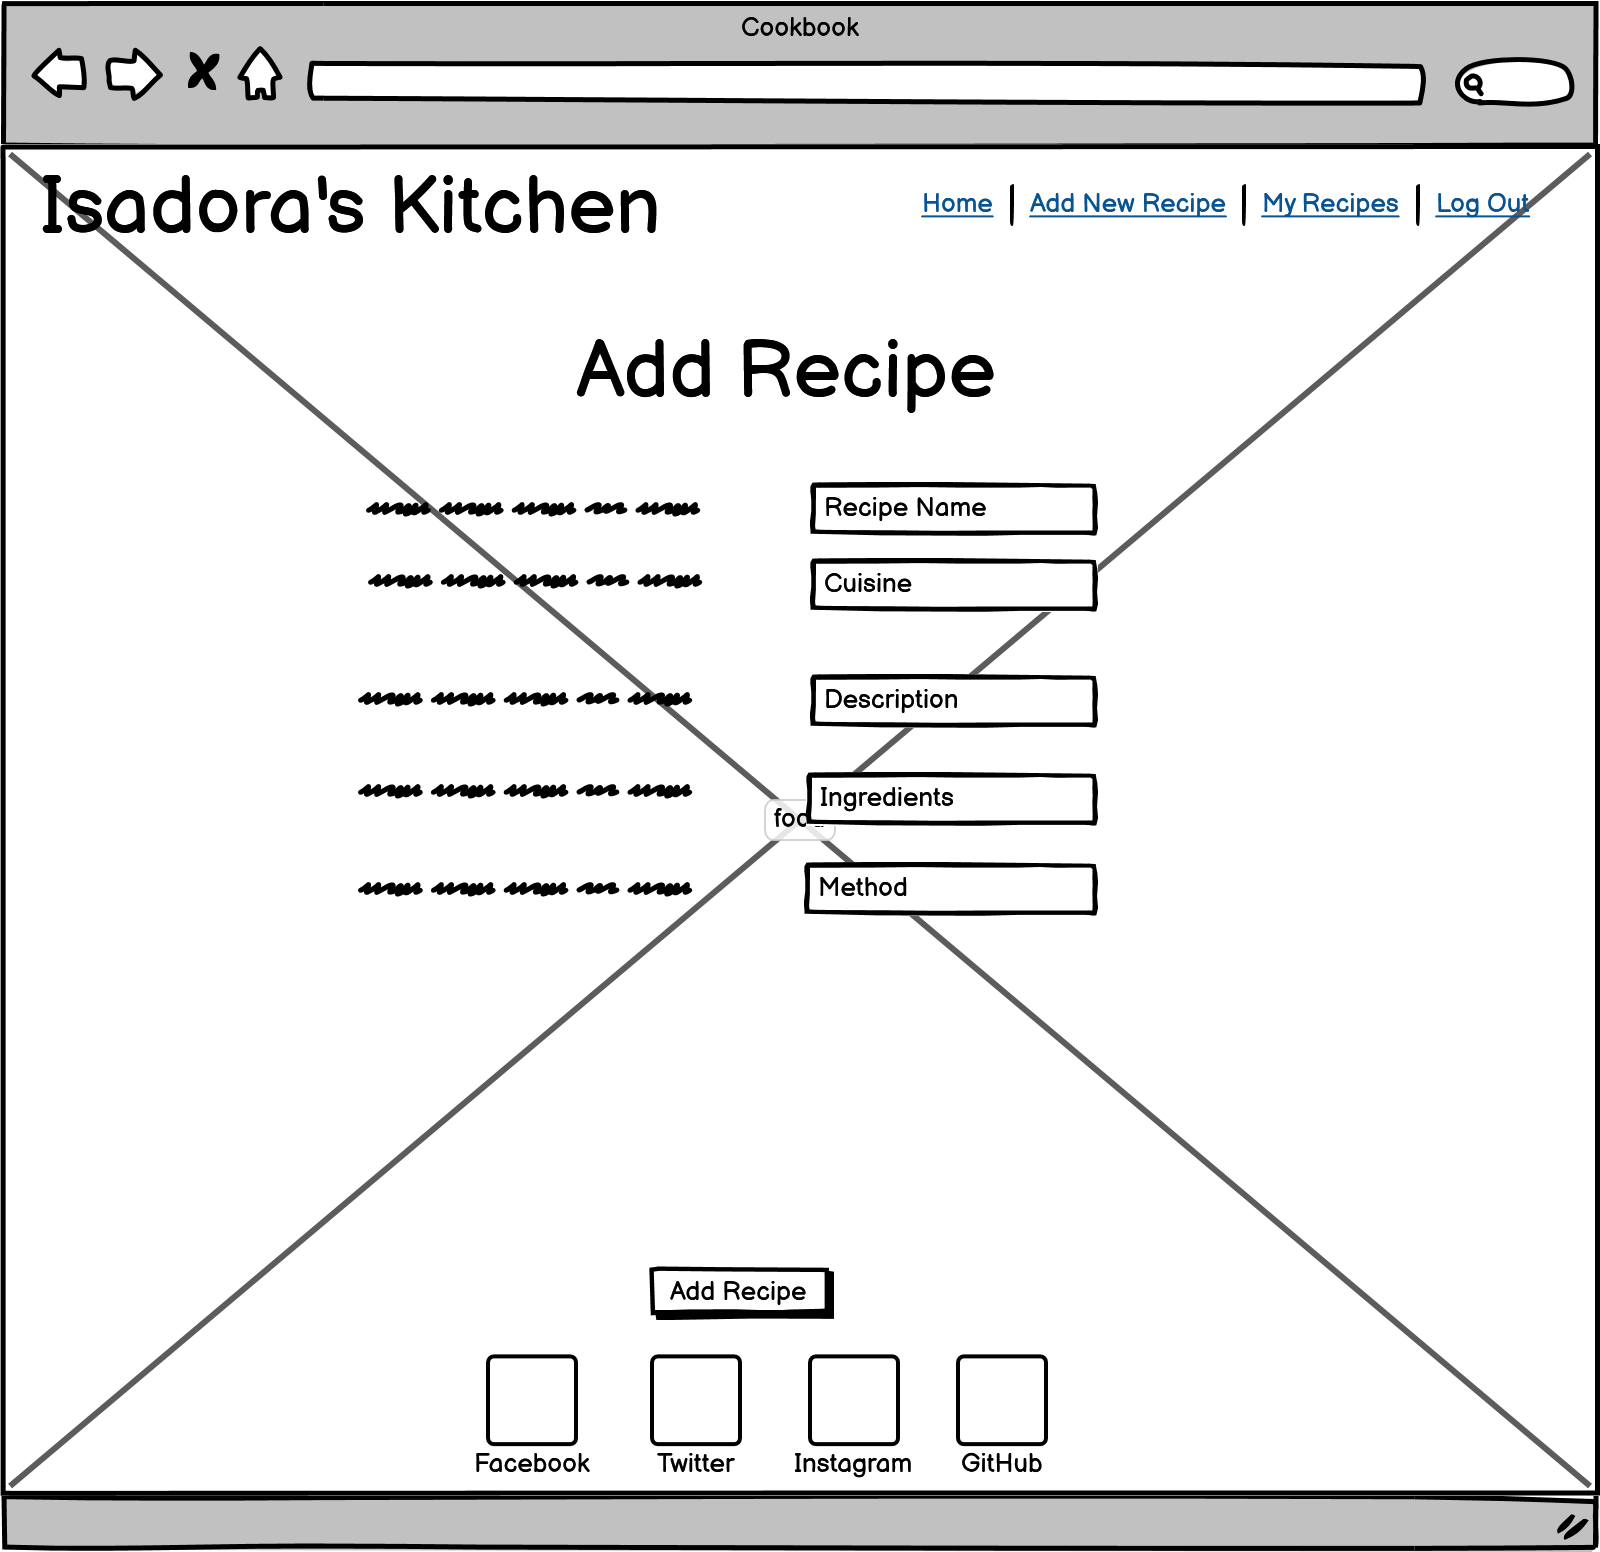 Cookbook
Isadora's Kitchen
Home Add New Recipe My Recipes Log Out
Add Recipe
Recipe Name
Cuisine
Description
Ingredients
Method
Add Recipe
Facebook Twitter Instagram GitHub